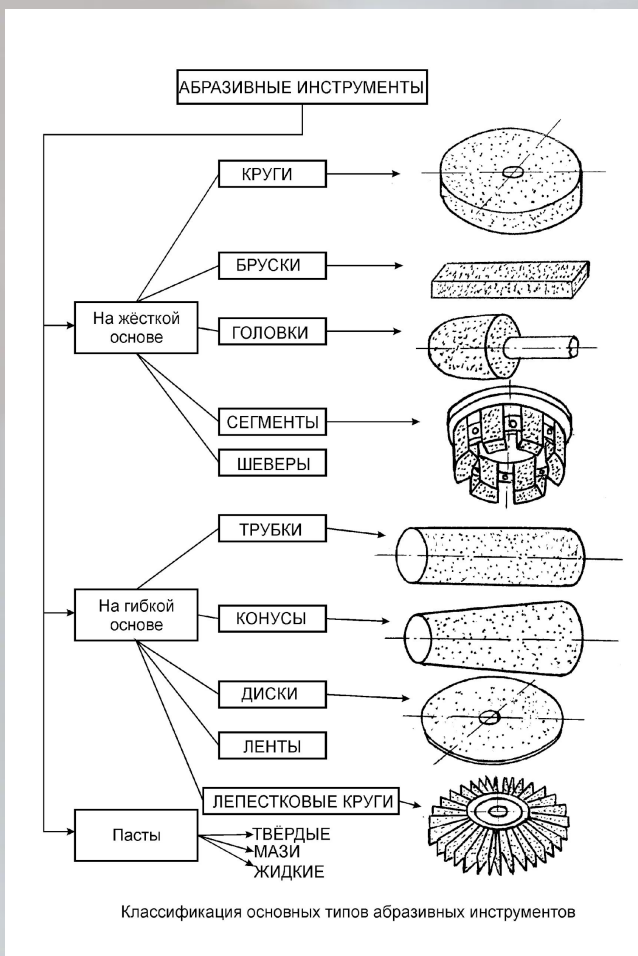 АБРАЗИВНЫЕ ИНСТРУМЕНТЫ
КРУГИ
БРУСКИ
На жёсткой
основе
ГОЛОВКИ
СЕГМЕНТЫ
ШЕВЕРЫ
ТРУБКИ
На гибкой
основе
КОНУСЫ
ДИСКИ
ЛЕНТЫ
ЛЕПЕСТКОВЫЕ КРУГИ
Пасты
ТВЁРДЫЕ
МАЗИ
ЖИДКИЕ
Классификация основных типов абразивных инструментов